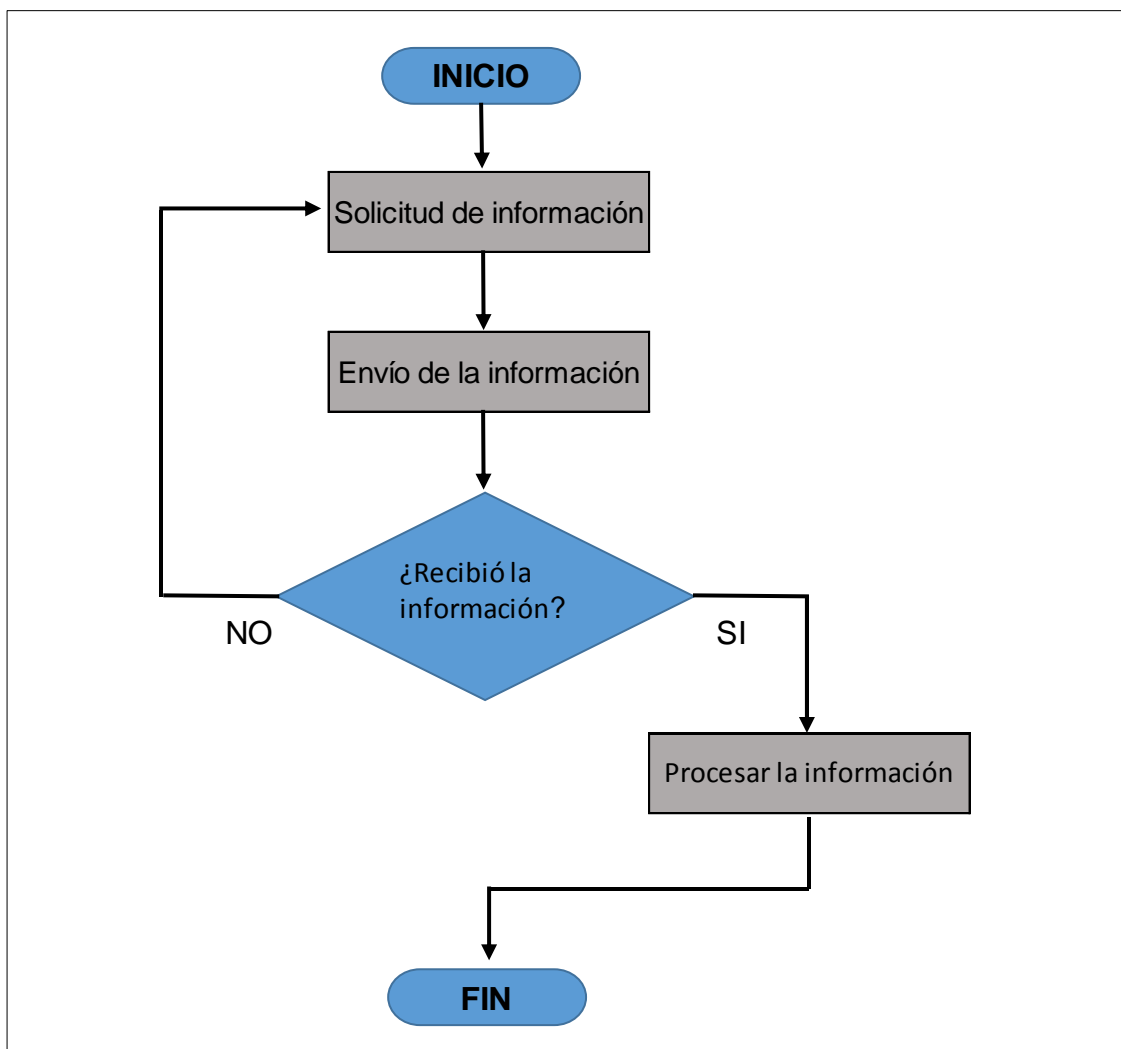 INICIO
Solicitud de información
Envío de la información
¿Recibió la
información?
NO
SI
Procesar la información
FIN